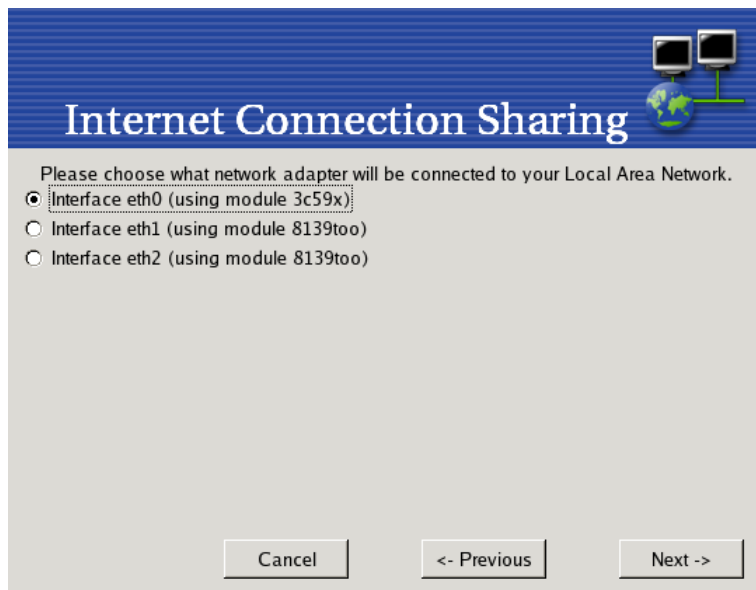 Internet Connection Sharing
Please choose what network adapter will be connected to your Local Area Network.
Interface eth0 (using module 3c59x)
Interface eth1 (using module 8139too)
Interface eth2 (using module 8139too)
Cancel <- Previous Next ->